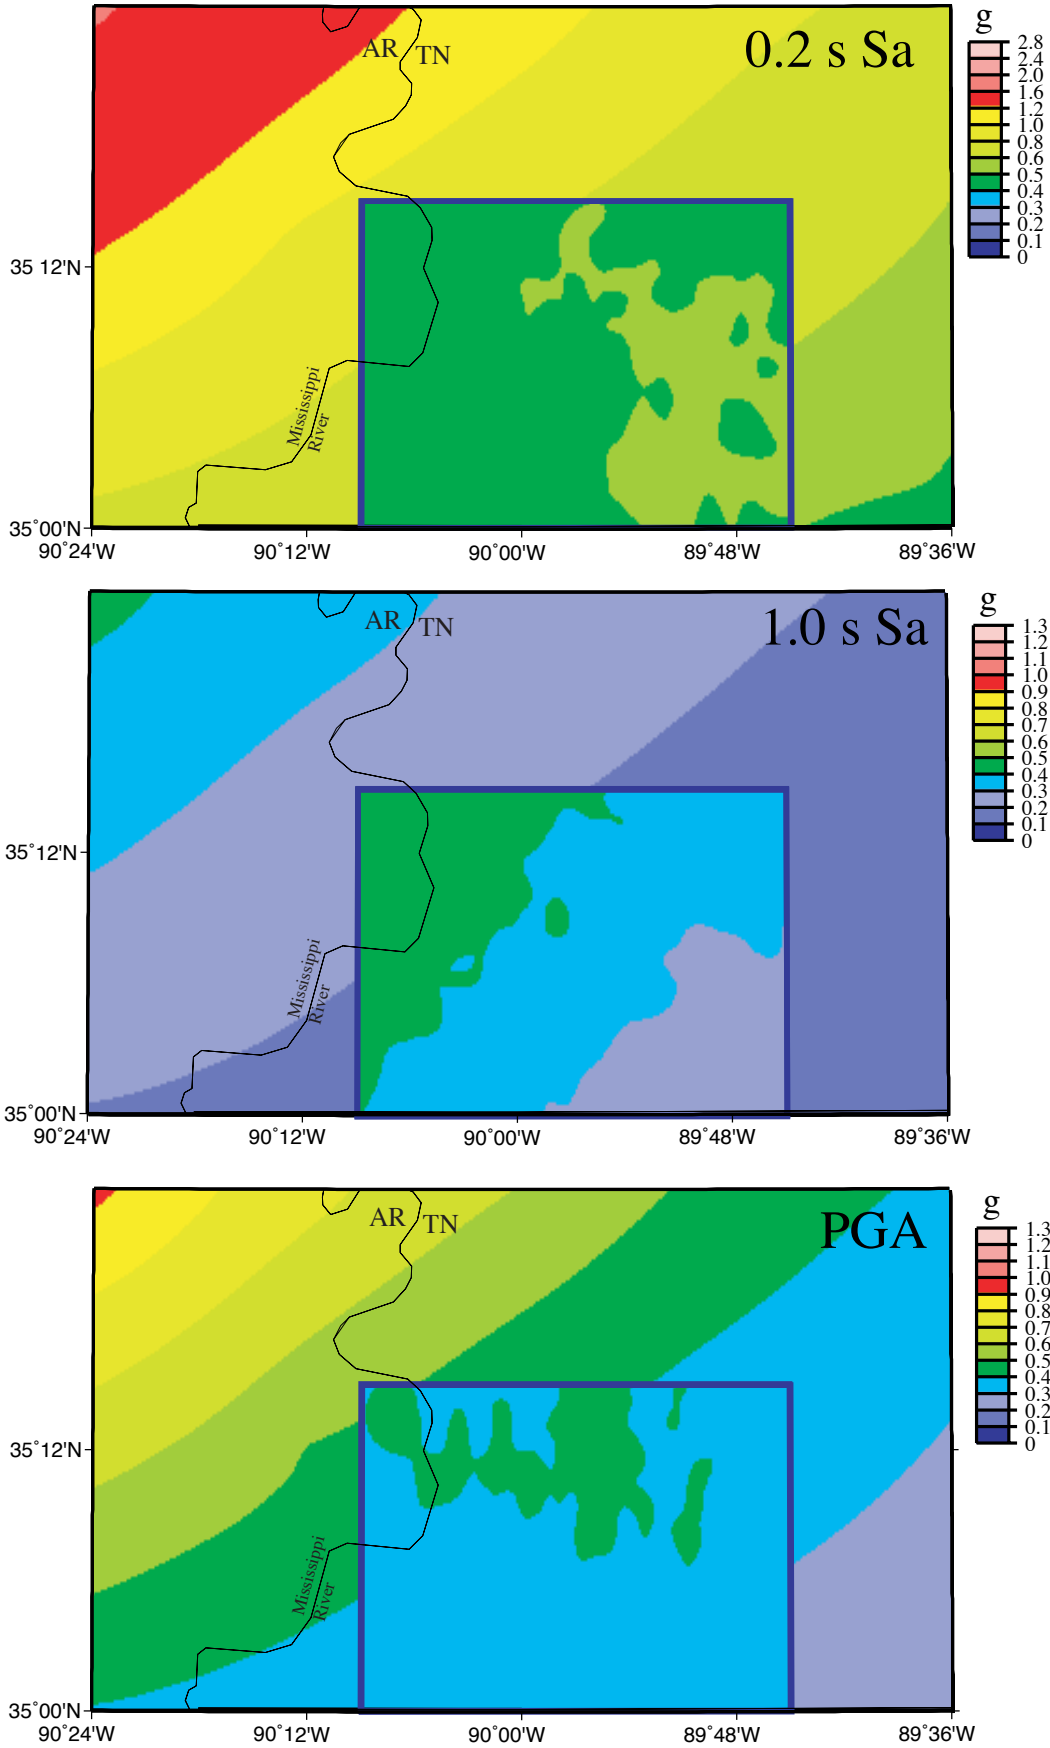 0.2 s Sa
g
AR TN
2.8
2.4
2.0
1.6
1.2
1.0
0.8
0.6
0.5
0.4
0.3
0.2
0.1
0
35 12'N
Mississippi
River
35˚00'N
90˚24'W 90˚12'W 90˚00'W 89˚48'W 89˚36'W
1.0 s Sa
g
AR TN
1.3
1.2
1.1
1.0
0.9
0.8
0.7
0.6
0.5
0.4
0.3
0.2
0.1
0
35˚12'N
Mississippi
River
35˚00'N
90˚24'W 90˚12'W 90˚00'W 89˚48'W 89˚36'W
PGA
g
AR TN
1.3
1.2
1.1
1.0
0.9
0.8
0.7
0.6
0.5
0.4
0.3
0.2
0.1
0
35˚12'N
Mississippi
River
35˚00'N
90˚24'W 90˚12'W 90˚00'W 89˚48'W 89˚36'W